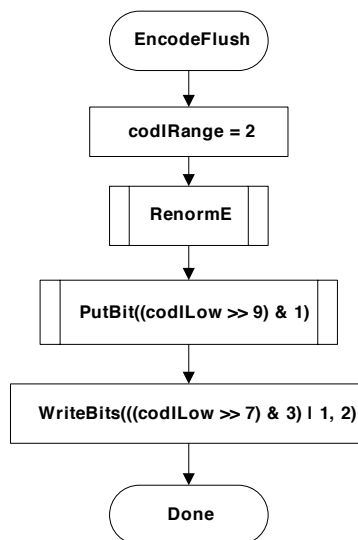 EncodeFlush
codIRange = 2
RenormE
PutBit((codILow >> 9) & 1)
WriteBits(((codILow >> 7) & 3) | 1, 2)
Done